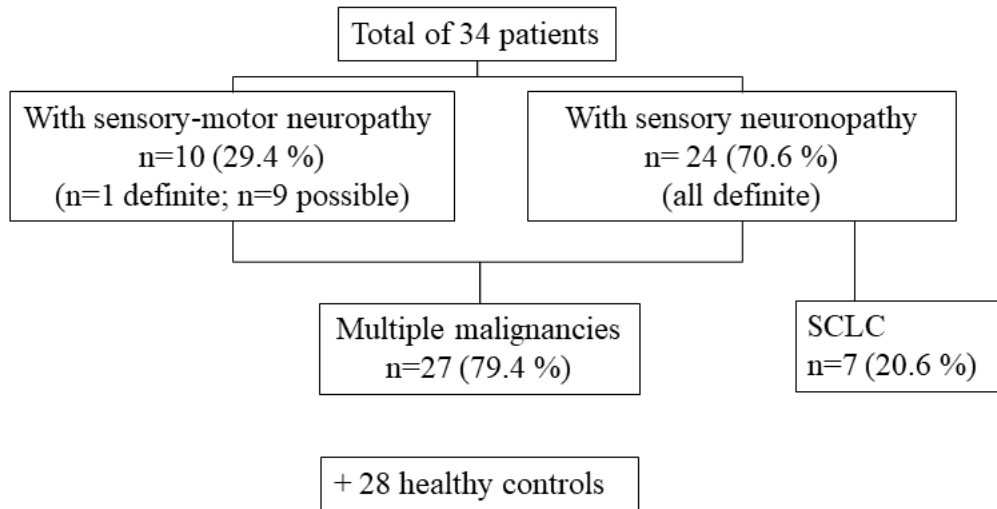 Total of 34 patients
With sensory-motor neuropathy
n=10 (29.4 %)
(n=1 definite; n=9 possible)
With sensory neuronopathy
n= 24 (70.6 %)
(all definite)
Multiple malignancies
n=27 (79.4 %)
SCLC
n=7 (20.6 %)
+ 28 healthy controls